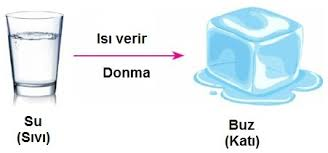 Isı verir
Donma
Su
(Sıvı)
Buz
(Katı)